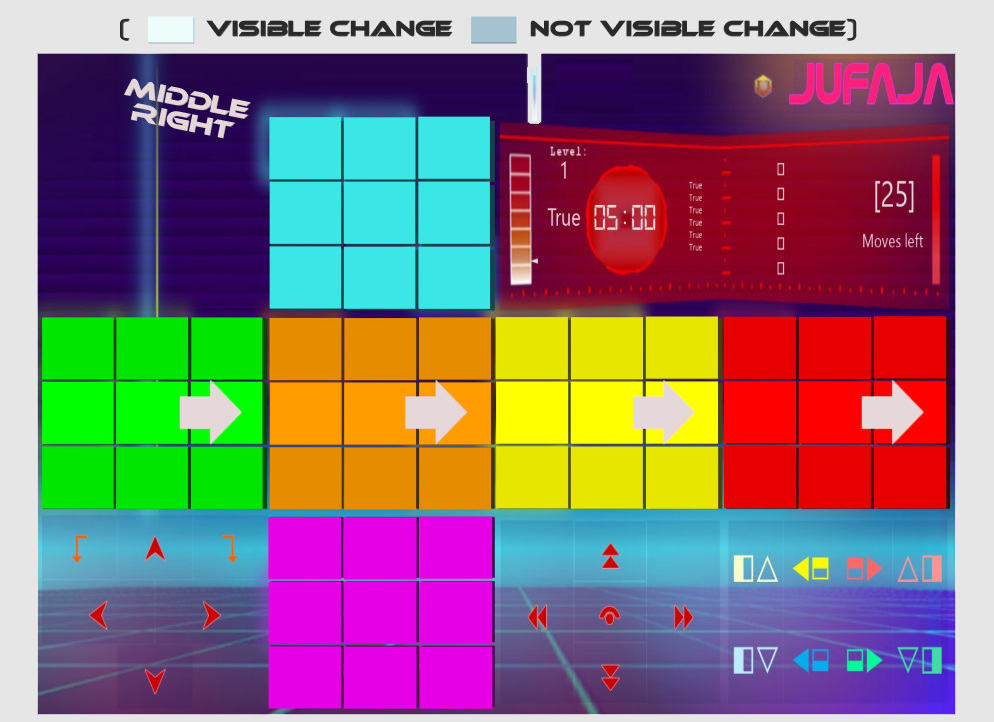 ( VISIBLE CHANGE NOT VISIBLE CHANGE)
MIDDLE
RIGHT
JUFAJA
Level:
1
True
05:00
True
True
True
True
True
True
[25]
Moves left